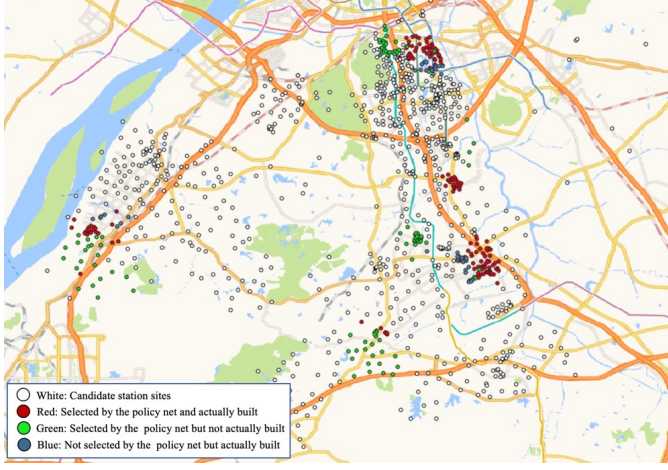 White: Candidate station sites
Red: Selected by the policy net and actually built
Green: Selected by the policy net but not actually built
Blue: Not selected by the policy net but actually built